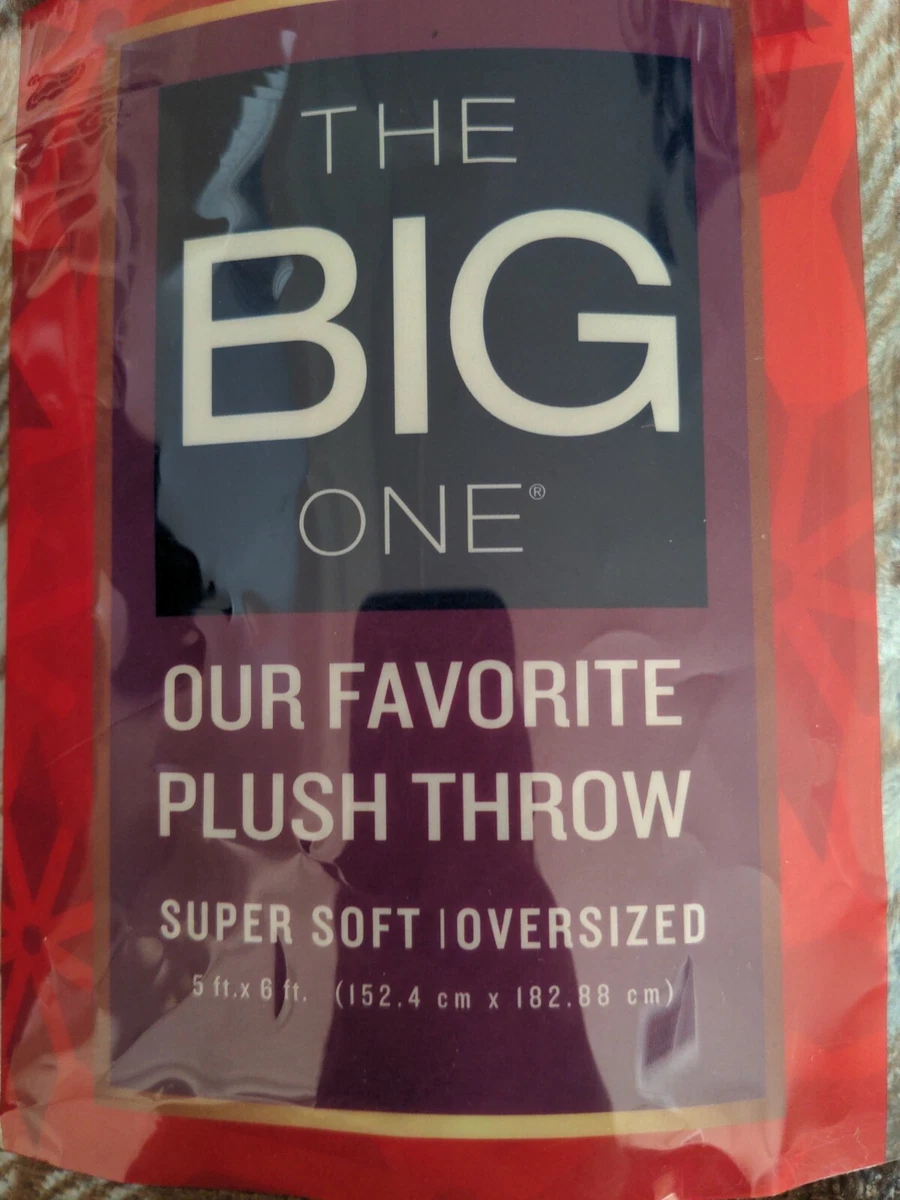 THE
BIG
ONE®
OUR FAVORITE
PLUSH THROW
SUPER SOFT | OVERSIZED
5 ft. x 6 ft. (152.4 cm x 182.88 cm)